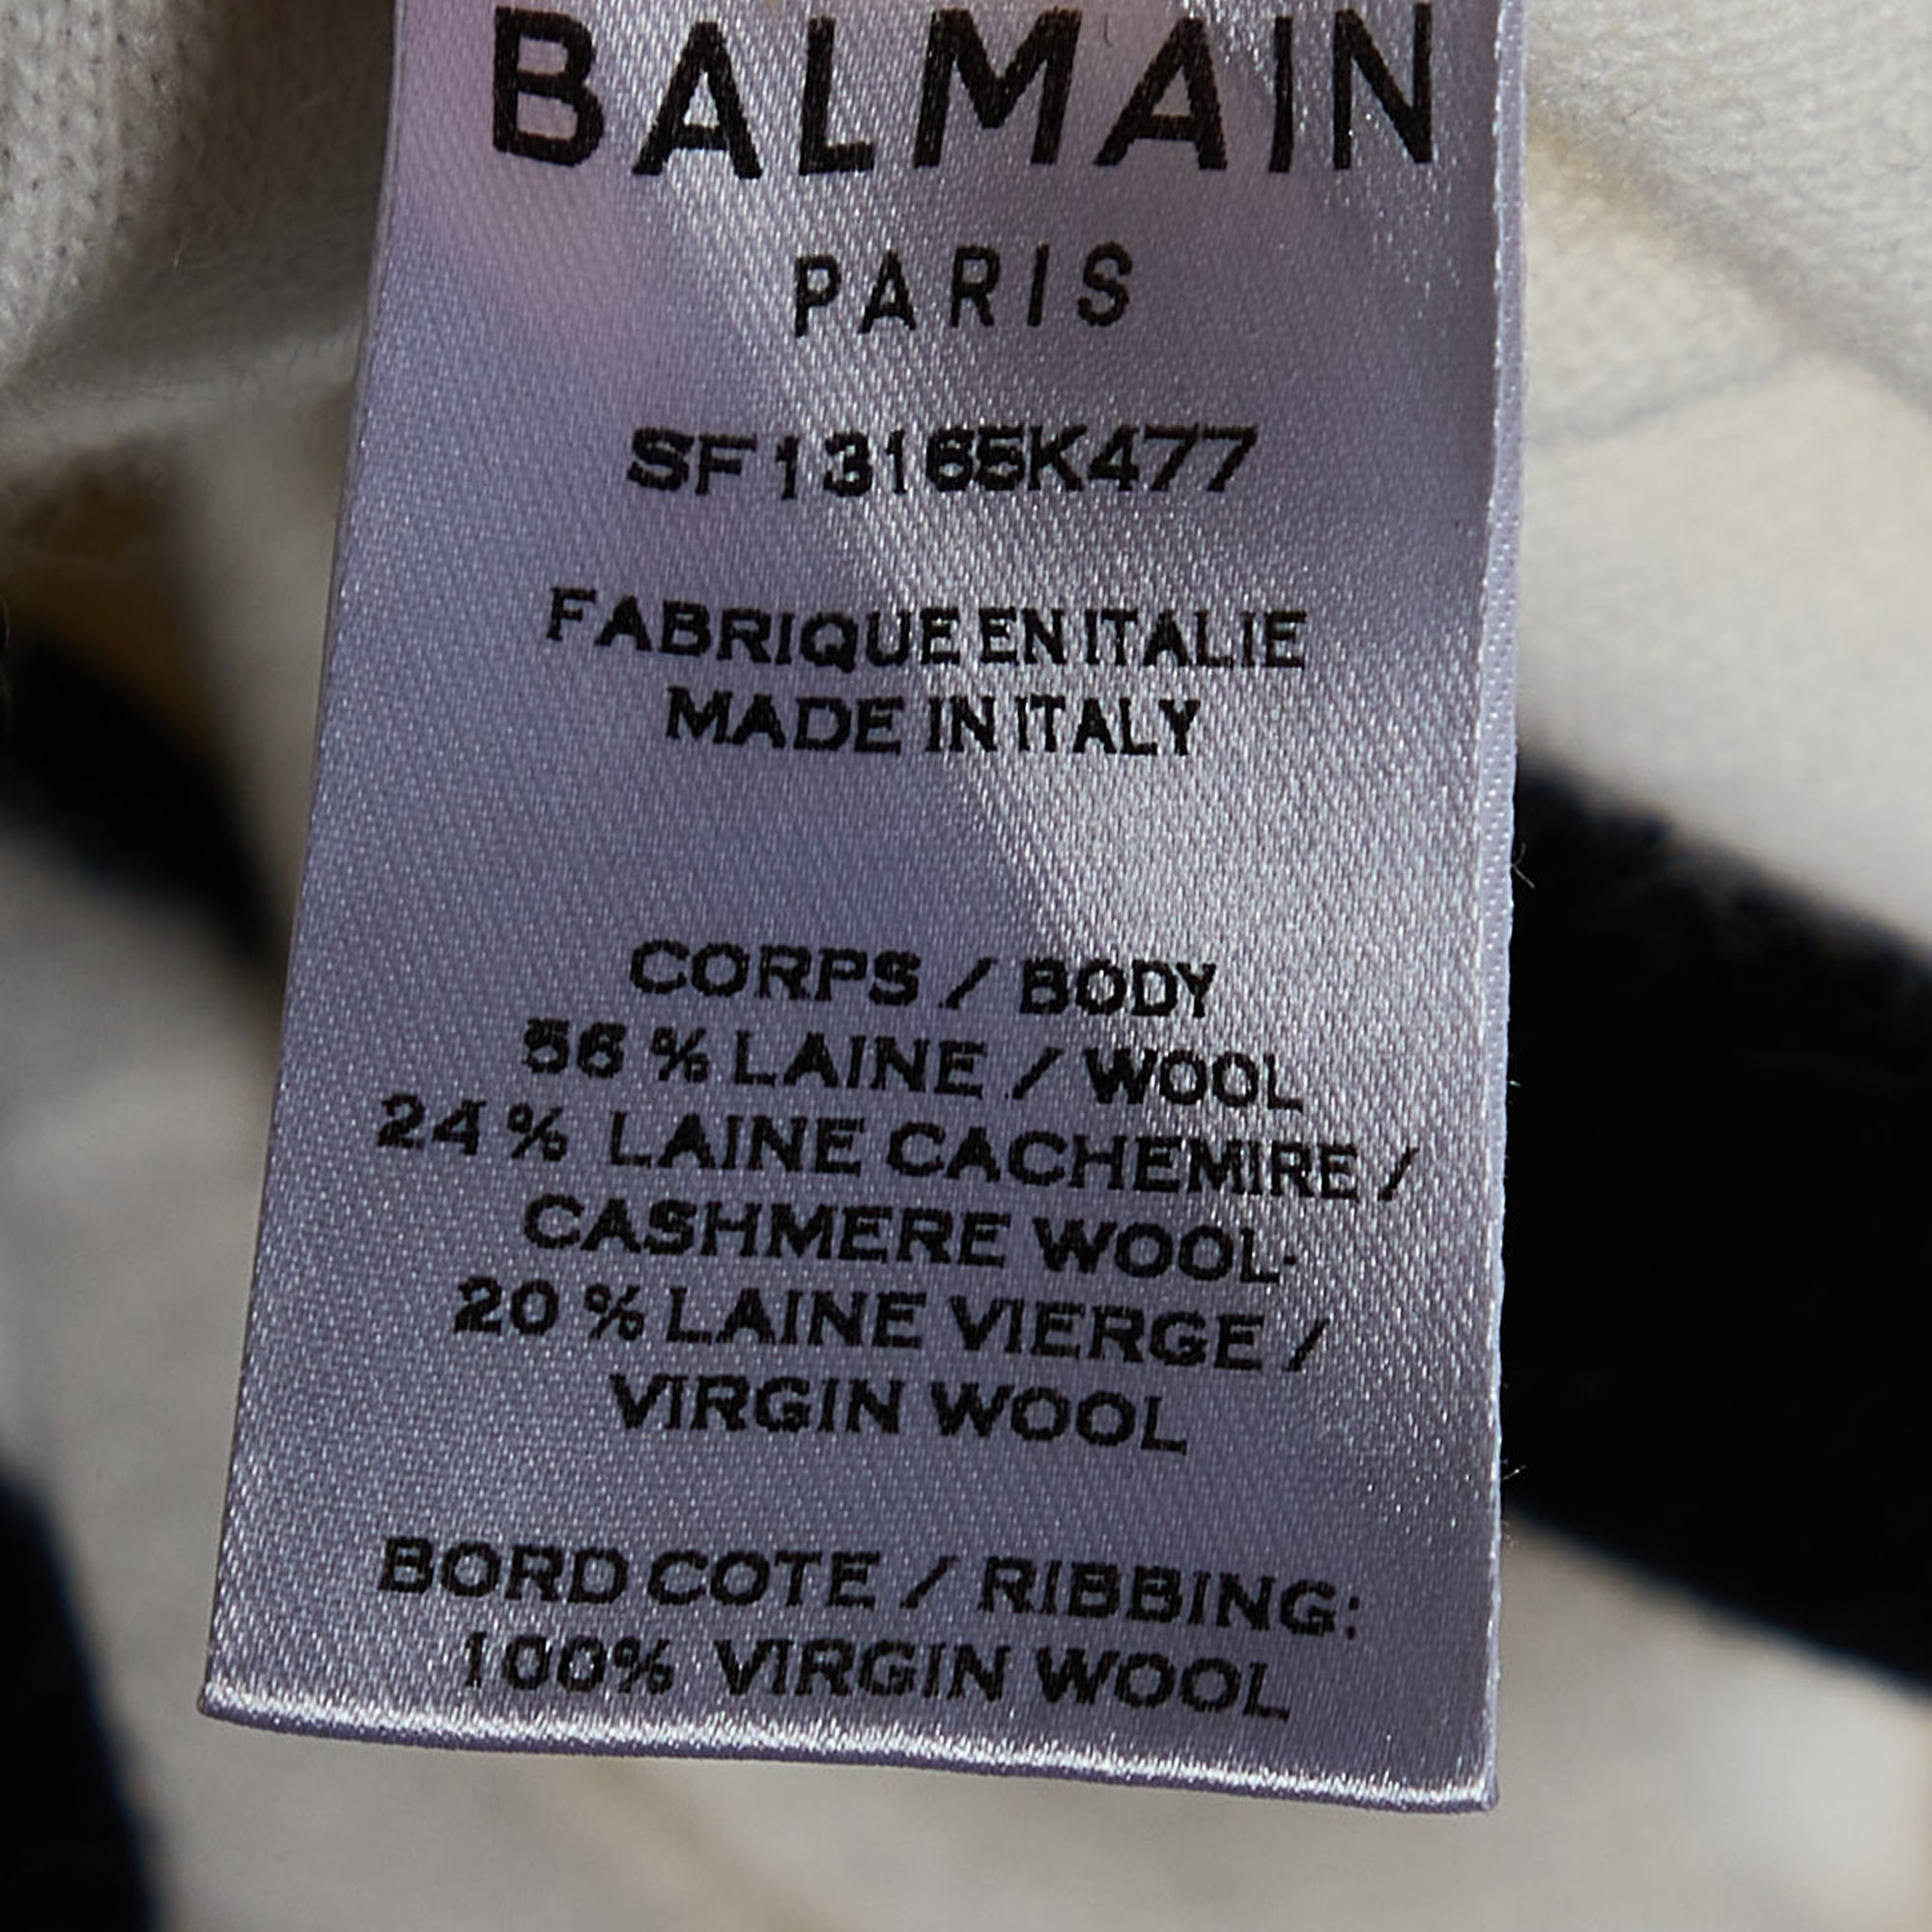 BALMAIN
PARIS
SF13165K477
FABRIQUE EN ITALIE
MADE IN ITALY
CORPS / BODY
56 % LAINE / WOOL
24 % LAINE CACHEMIRE /
CASHMERE WOOL-
20 % LAINE VIERGE /
VIRGIN WOOL
BORD COTE / RIBBING:
100% VIRGIN WOOL